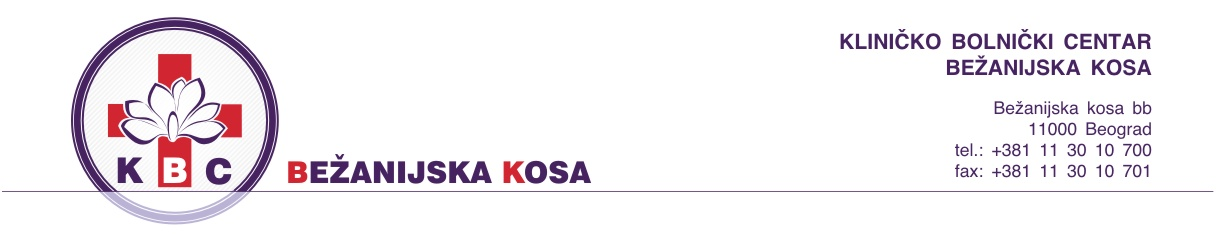 K B C
BEŽANIJSKA KOSA
KLINIČKO BOLNIČKI CENTAR
BEŽANIJSKA KOSA
Bežanijska kosa bb
11000 Beograd
tel.: +381 11 30 10 700
fax: +381 11 30 10 701